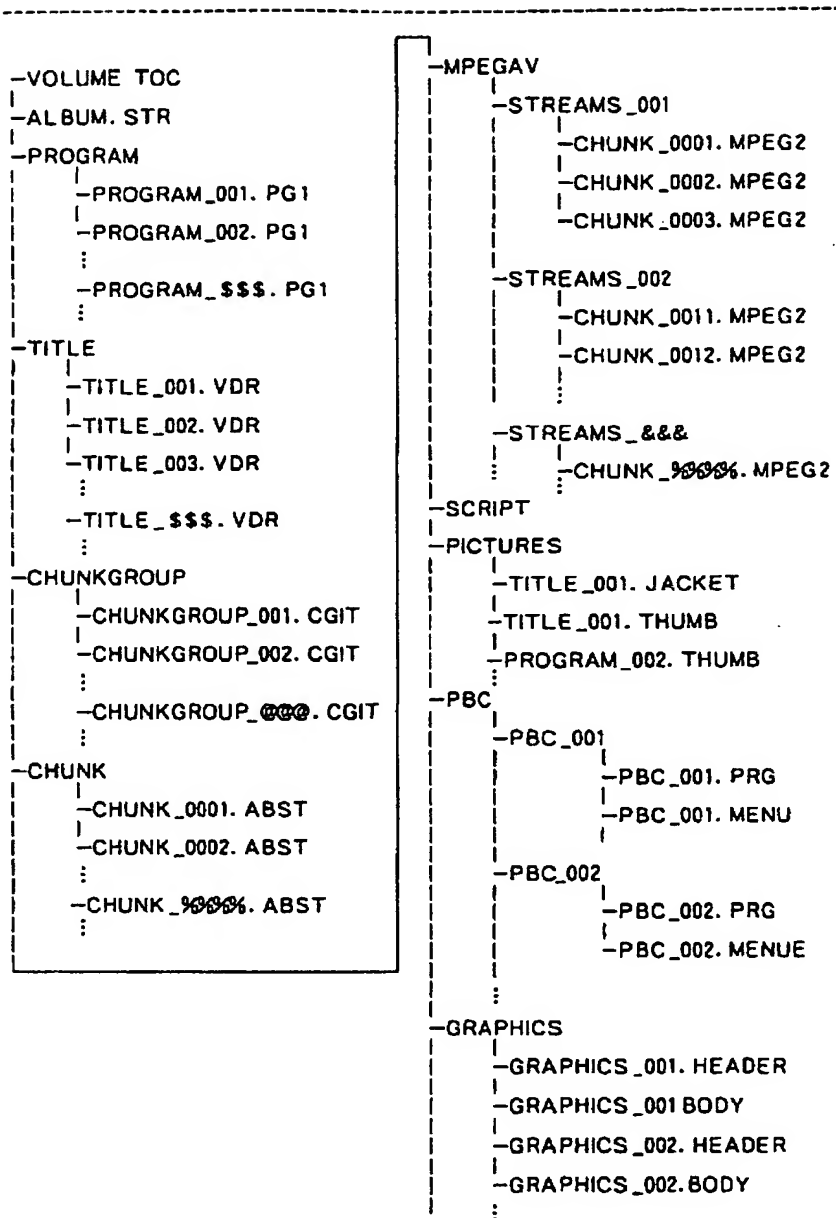 VOLUME TOC
ALBUM. STR
PROGRAM
PROGRAM_001. PG1
PROGRAM_002. PG1
PROGRAM_$$$. PG1
TITLE
TITLE_001. VDR
TITLE_002. VDR
TITLE_003. VDR
TITLE_$$$. VDR
CHUNKGROUP
CHUNKGROUP_001. CGIT
CHUNKGROUP_002. CGIT
CHUNKGROUP_@@@. CGIT
CHUNK
CHUNK_0001. ABST
CHUNK_0002. ABST
CHUNK_%%%%. ABST
MPEGAV
STREAMS_001
CHUNK_0001. MPEG2
CHUNK_0002. MPEG2
CHUNK_0003. MPEG2
STREAMS_002
CHUNK_0011. MPEG2
CHUNK_0012. MPEG2
STREAMS_&&&
CHUNK_%%%%. MPEG2
SCRIPT
PICTURES
TITLE_001. JACKET
TITLE_001. THUMB
PROGRAM_002. THUMB
PBC
PBC_001
PBC_001. PRG
PBC_001. MENU
PBC_002
PBC_002. PRG
PBC_002. MENUE
GRAPHICS
GRAPHICS_001. HEADER
GRAPHICS_001 BODY
GRAPHICS_002. HEADER
GRAPHICS_002. BODY